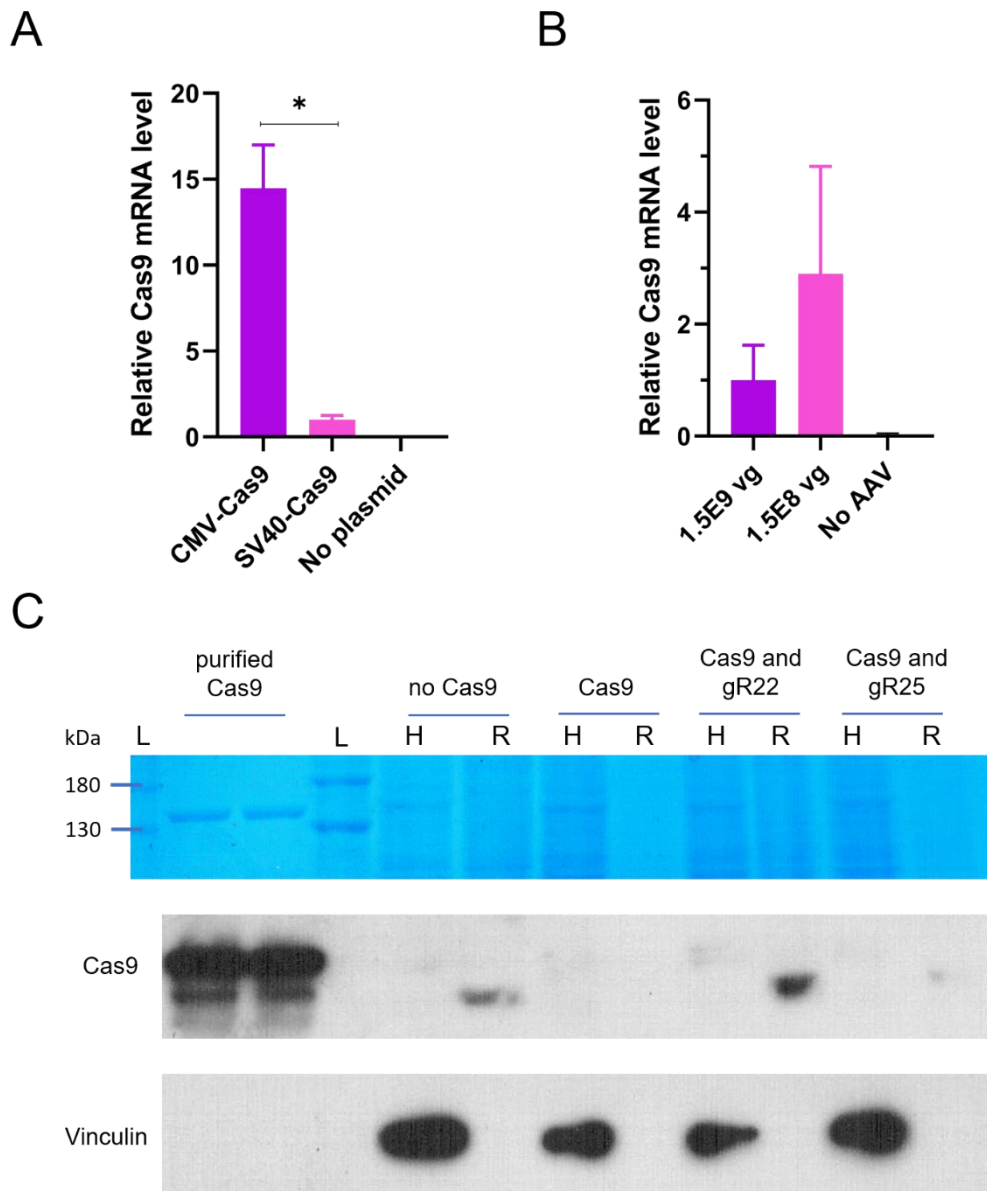 A
Relative Cas9 mRNA level
20
15
10
5
0
*
CMV-Cas9
SV40-Cas9
No plasmid
B
Relative Cas9 mRNA level
6
4
2
0
1.5E9 vg
1.5E8 vg
No AAV
C
purified
Cas9
no Cas9
Cas9
Cas9 and
gR22
Cas9 and
gR25
kDa
L
L
H
R
H
R
H
R
H
R
180
130
Cas9
Vinculin